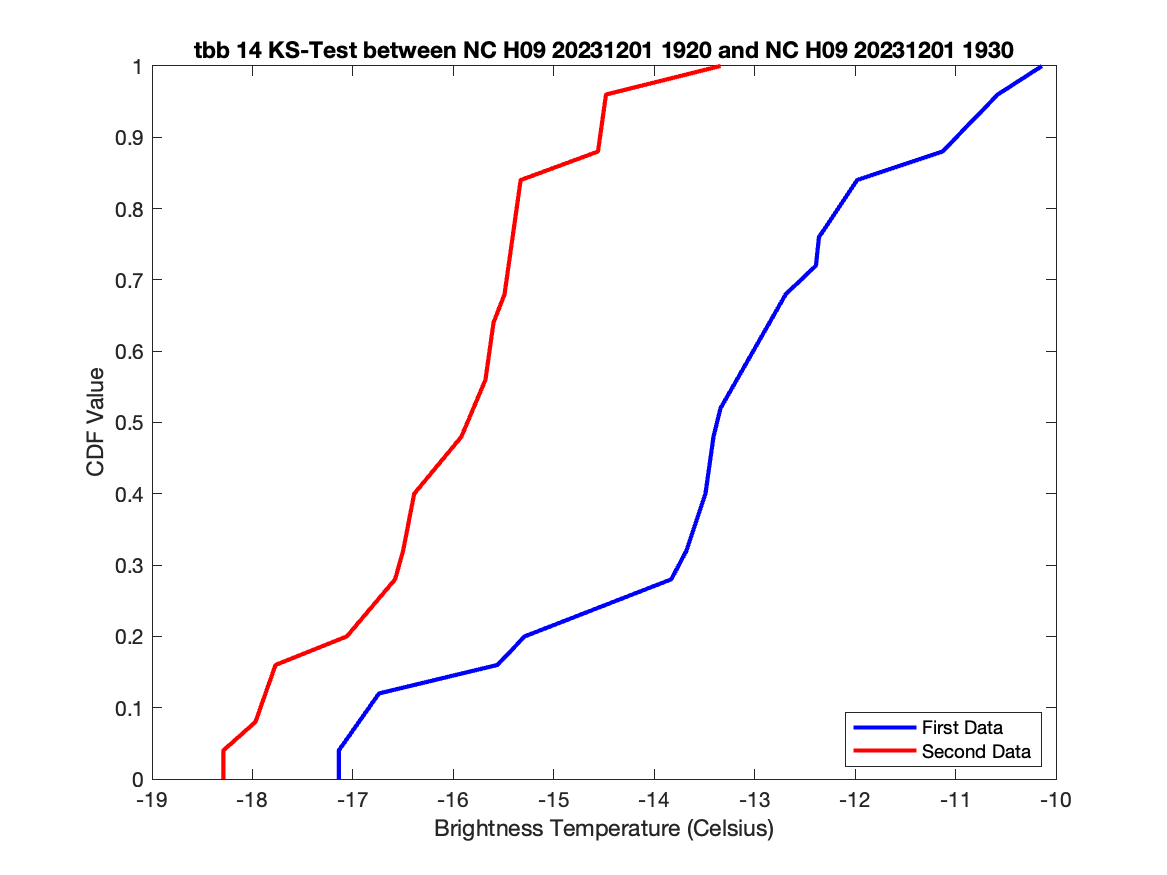 tbb 14 KS-Test between NC H09 20231201 1920 and NC H09 20231201 1930
1
0.9
0.8
0.7
0.6
0.5
0.4
0.3
0.2
0.1
0
CDF Value
First Data
Second Data
-19 -18 -17 -16 -15 -14 -13 -12 -11 -10
Brightness Temperature (Celsius)